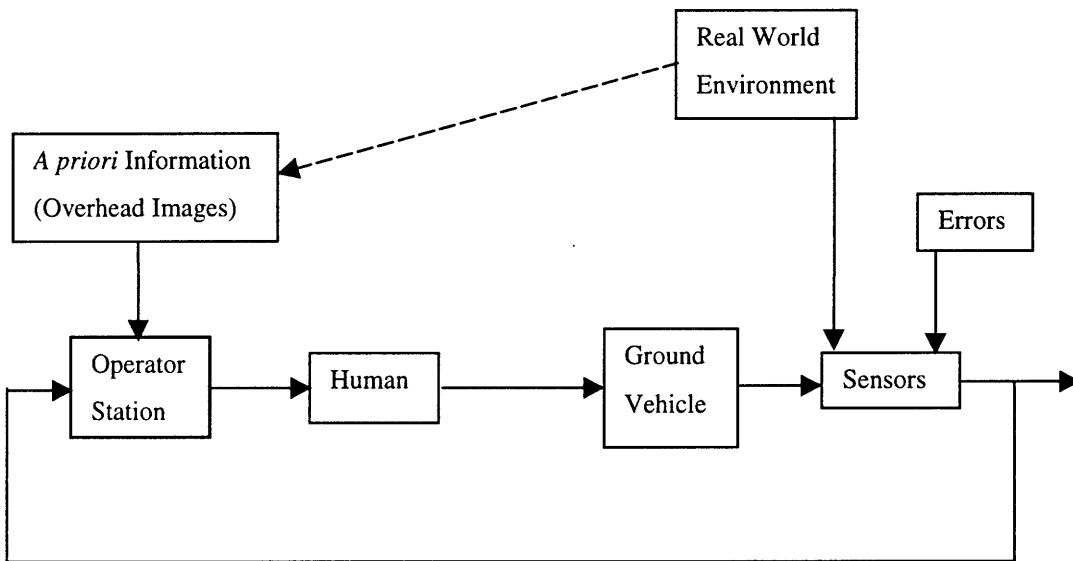 Real World
Environment
A priori Information
(Overhead Images)
Errors
Operator
Station
Human
Ground
Vehicle
Sensors